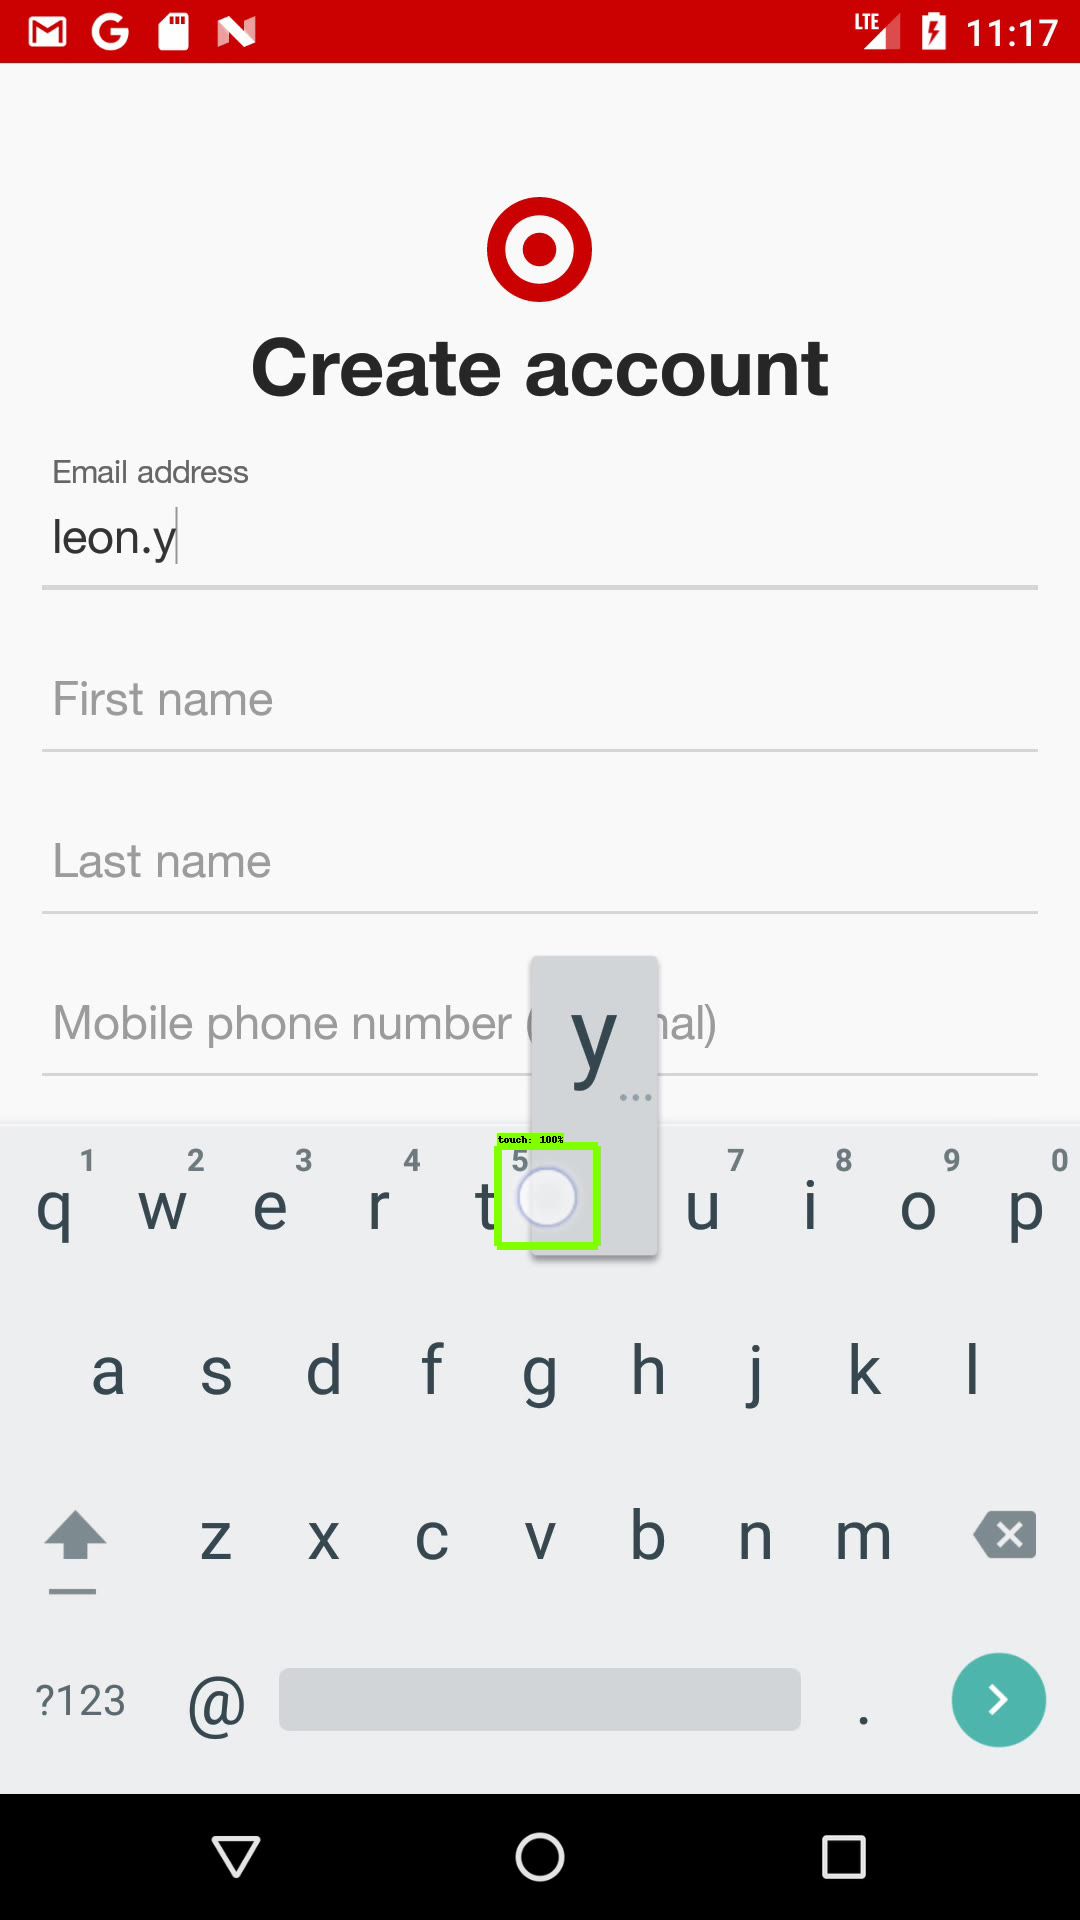 LTE 11:17
Create account
Email address
leon.y
First name
Last name
Mobile phone number ( nal)
y
...
touch: 100%
1 2 3 4 5 7 8 9 0
q w e r t u i o p
a s d f g h j k l
z x c v b n m
?123 @ .